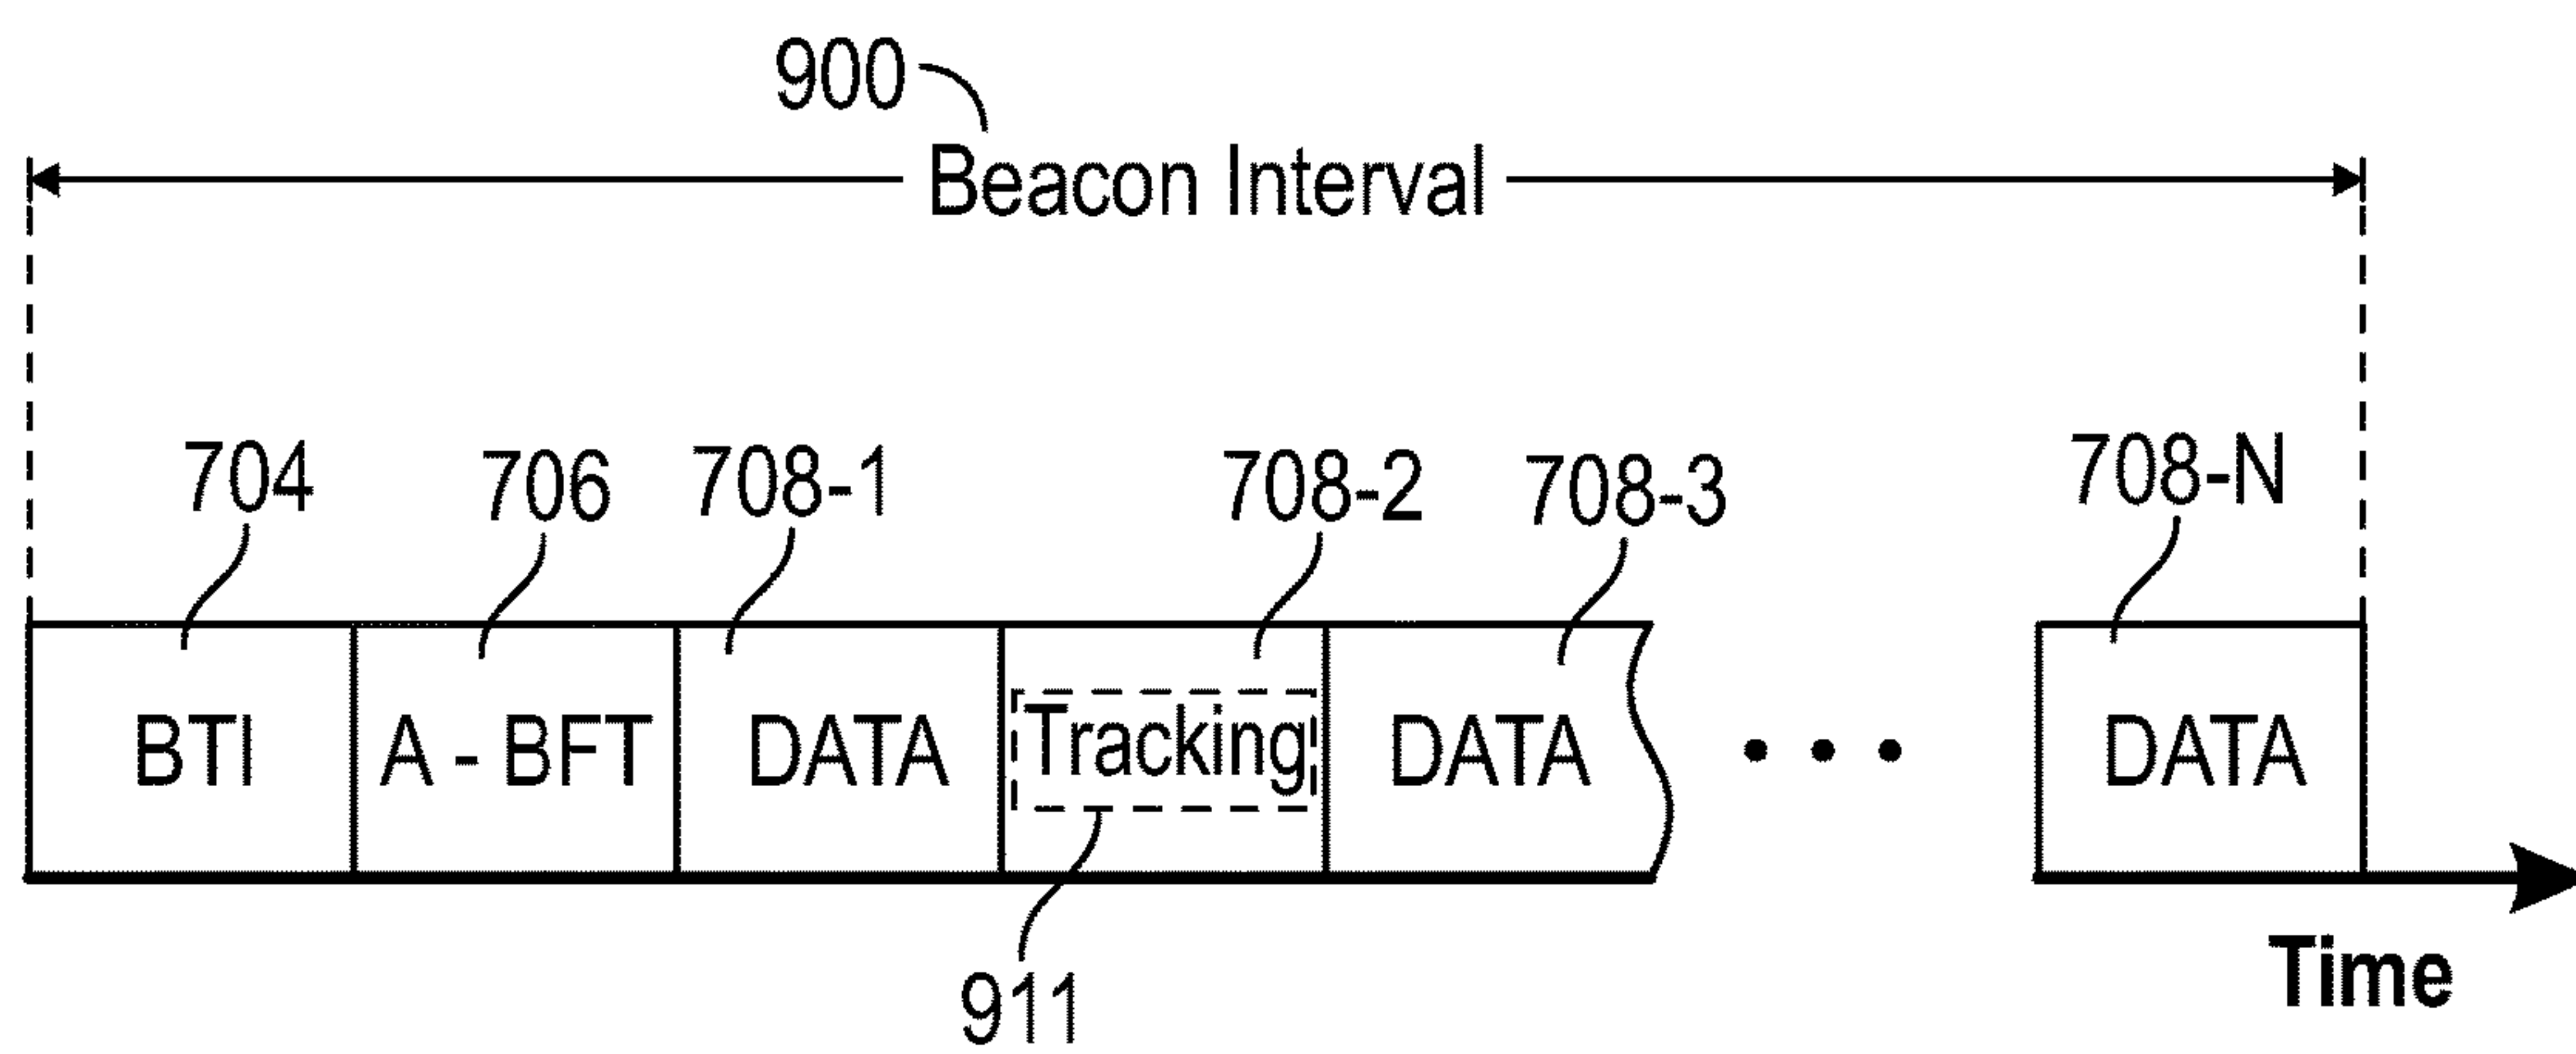 900
Beacon Interval
704
706
708-1
708-2
708-3
708-N
BTI
A - BFT
DATA
Tracking
DATA
DATA
911
Time